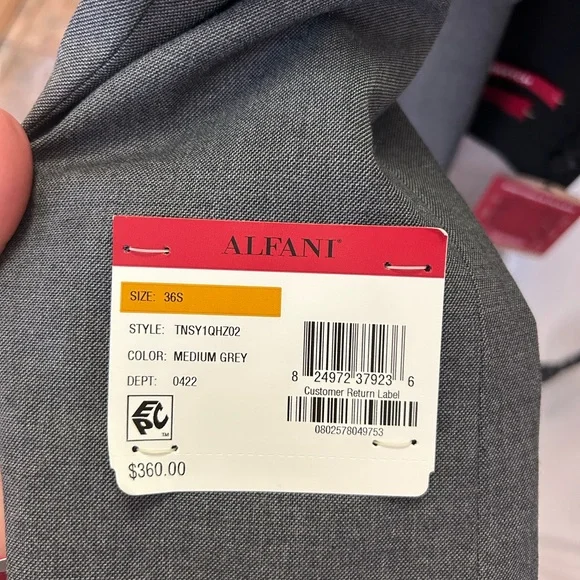 ALFANI®
SIZE: 36S
STYLE: TNSY1QHZ02
COLOR: MEDIUM GREY
DEPT: 0422
8 24972 37923 6
Customer Return Label
0802578049753
EPC™
$360.00